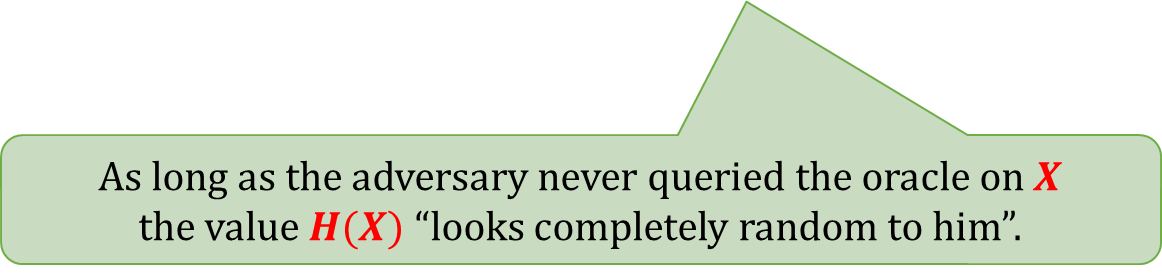 As long as the adversary never queried the oracle on X
the value H(X) “looks completely random to him”.